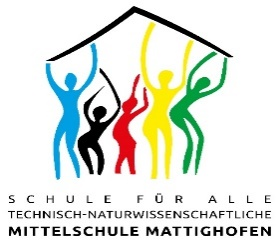 SCHULE FÜR ALLE
TECHNISCH-NATURWISSENSCHAFTLICHE
MITTELSCHULE MATTIGHOFEN